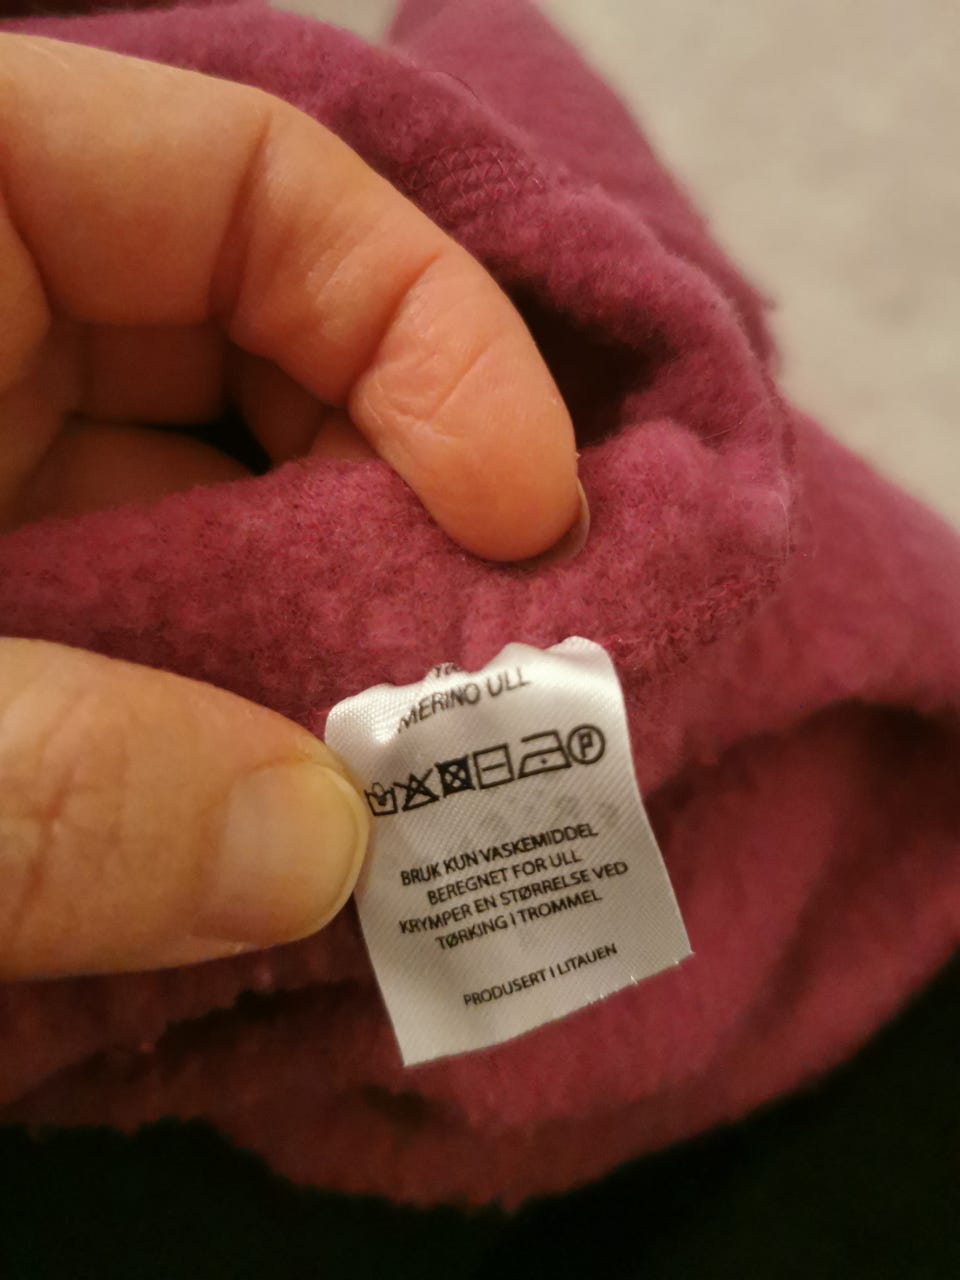 MERINO ULL
P
BRUK KUN VASKEMIDDEL
BEREGNET FOR ULL
KRYMPER EN STØRRELSE VED
TØRKING I TROMMEL
PRODUSERT I LITAUEN